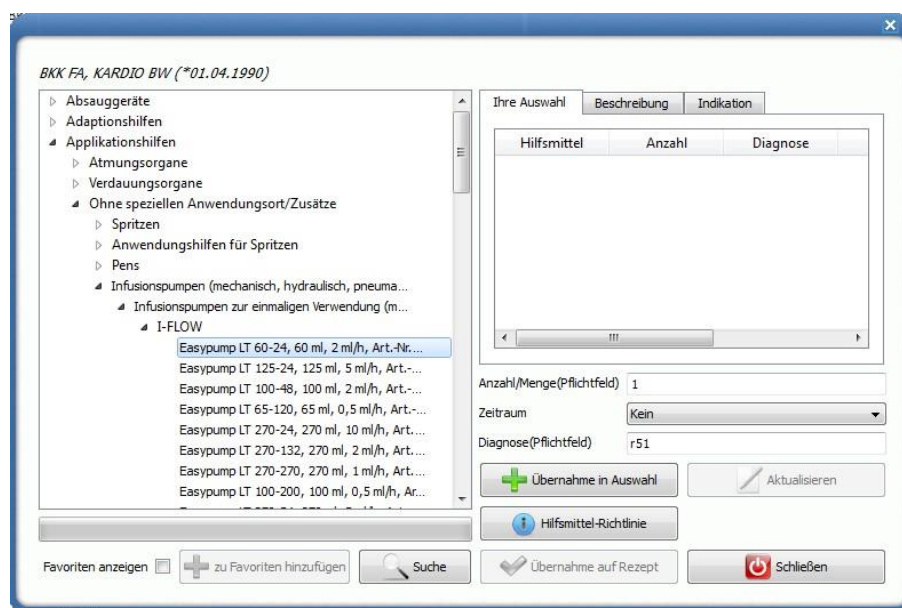 BKK FA, KARDIO BW (*01.04.1990)
Absauggeräte
Adaptionshilfen
Applikationshilfen
Atmungsorgane
Verdauungsorgane
Ohne speziellen Anwendungsort/Zusätze
Spritzen
Anwendungshilfen für Spritzen
Pens
Infusionspumpen (mechanisch, hydraulisch, pneuma...
Infusionspumpen zur einmaligen Verwendung (m...
I-FLOW
Easypump LT 60-24, 60 ml, 2 ml/h, Art.-Nr....
Easypump LT 125-24, 125 ml, 5 ml/h, Art.-...
Easypump LT 100-48, 100 ml, 2 ml/h, Art.-...
Easypump LT 65-120, 65 ml, 0,5 ml/h, Art.-...
Easypump LT 270-24, 270 ml, 10 ml/h, Art....
Easypump LT 270-132, 270 ml, 2 ml/h, Art....
Easypump LT 270-270, 270 ml, 1 ml/h, Art....
Easypump LT 100-200, 100 ml, 0,5 ml/h, Ar...
Favoriten anzeigen zu Favoriten hinzufügen Suche
Ihre Auswahl Beschreibung Indikation
Hilfsmittel Anzahl Diagnose
Anzahl/Menge(Pflichtfeld) 1
Zeitraum Kein
Diagnose(Pflichtfeld) r51
Übernahme in Auswahl Aktualisieren
Hilfsmittel-Richtlinie
Übernahme auf Rezept Schließen